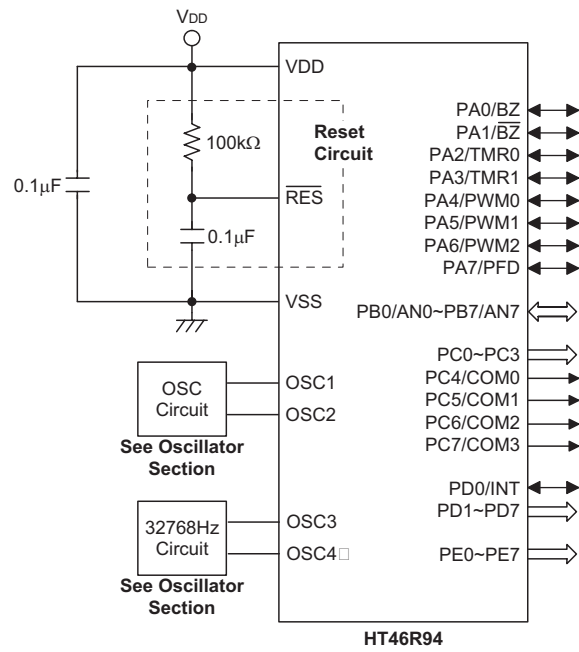 VDD
VDD
PA0/BZ
PA1/BZ
Reset
Circuit
100kΩ
PA2/TMR0
PA3/TMR1
0.1μF
RES
PA4/PWM0
PA5/PWM1
0.1μF
PA6/PWM2
PA7/PFD
VSS
PB0/AN0~PB7/AN7
PC0~PC3
OSC
Circuit
OSC1
PC4/COM0
PC5/COM1
OSC2
PC6/COM2
See Oscillator
Section
PC7/COM3
PD0/INT
32768Hz
Circuit
OSC3
PD1~PD7
OSC4□
PE0~PE7
See Oscillator
Section
HT46R94